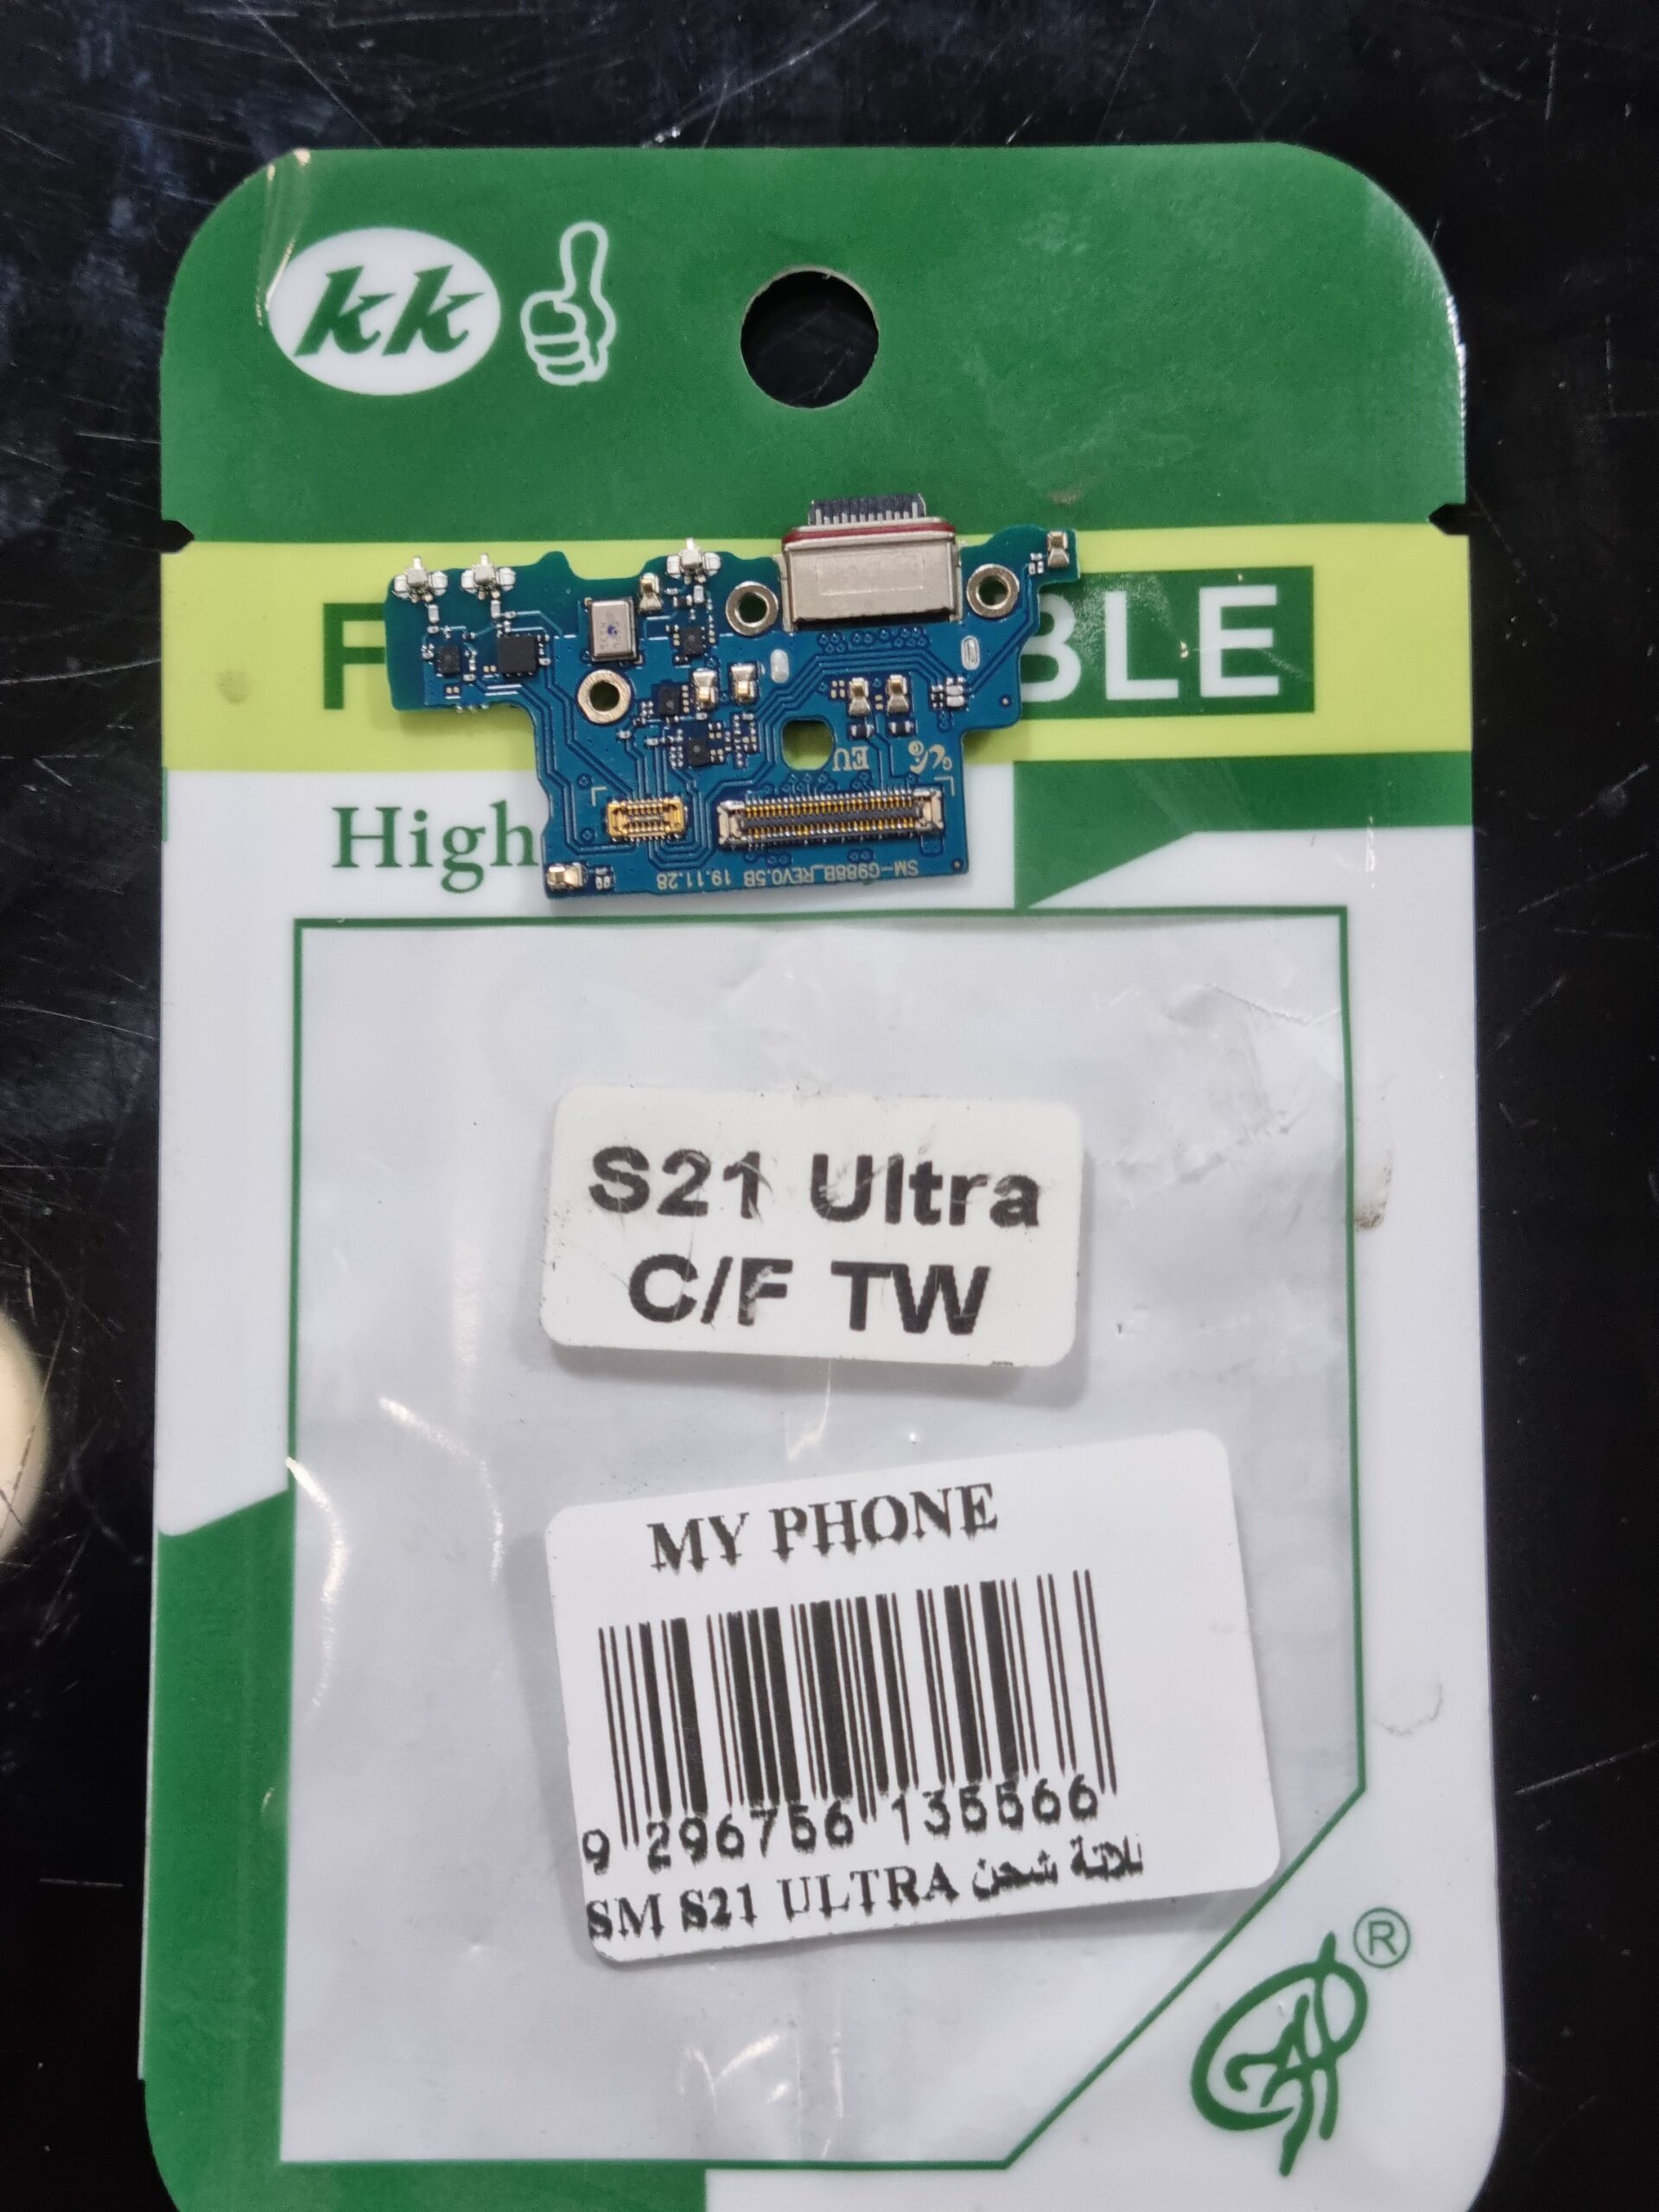 kk
F BLE
High
EU
SM-G988B_REV0.5B 19.11.28
S21 Ultra
C/F TW
MY PHONE
9 296756 135566
SM S21 ULTRA فلاتة شحن
®